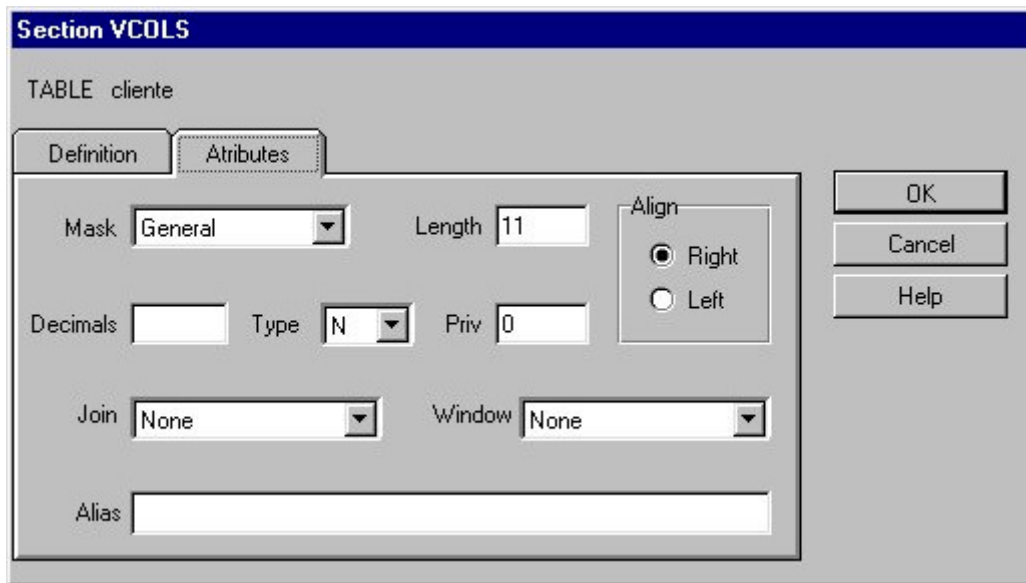 Section VCOLS
TABLE cliente
Definition Atributes
Mask General Length 11 Align
Right
Left
Decimals Type N Priv 0
Join None Window None
Alias
OK
Cancel
Help